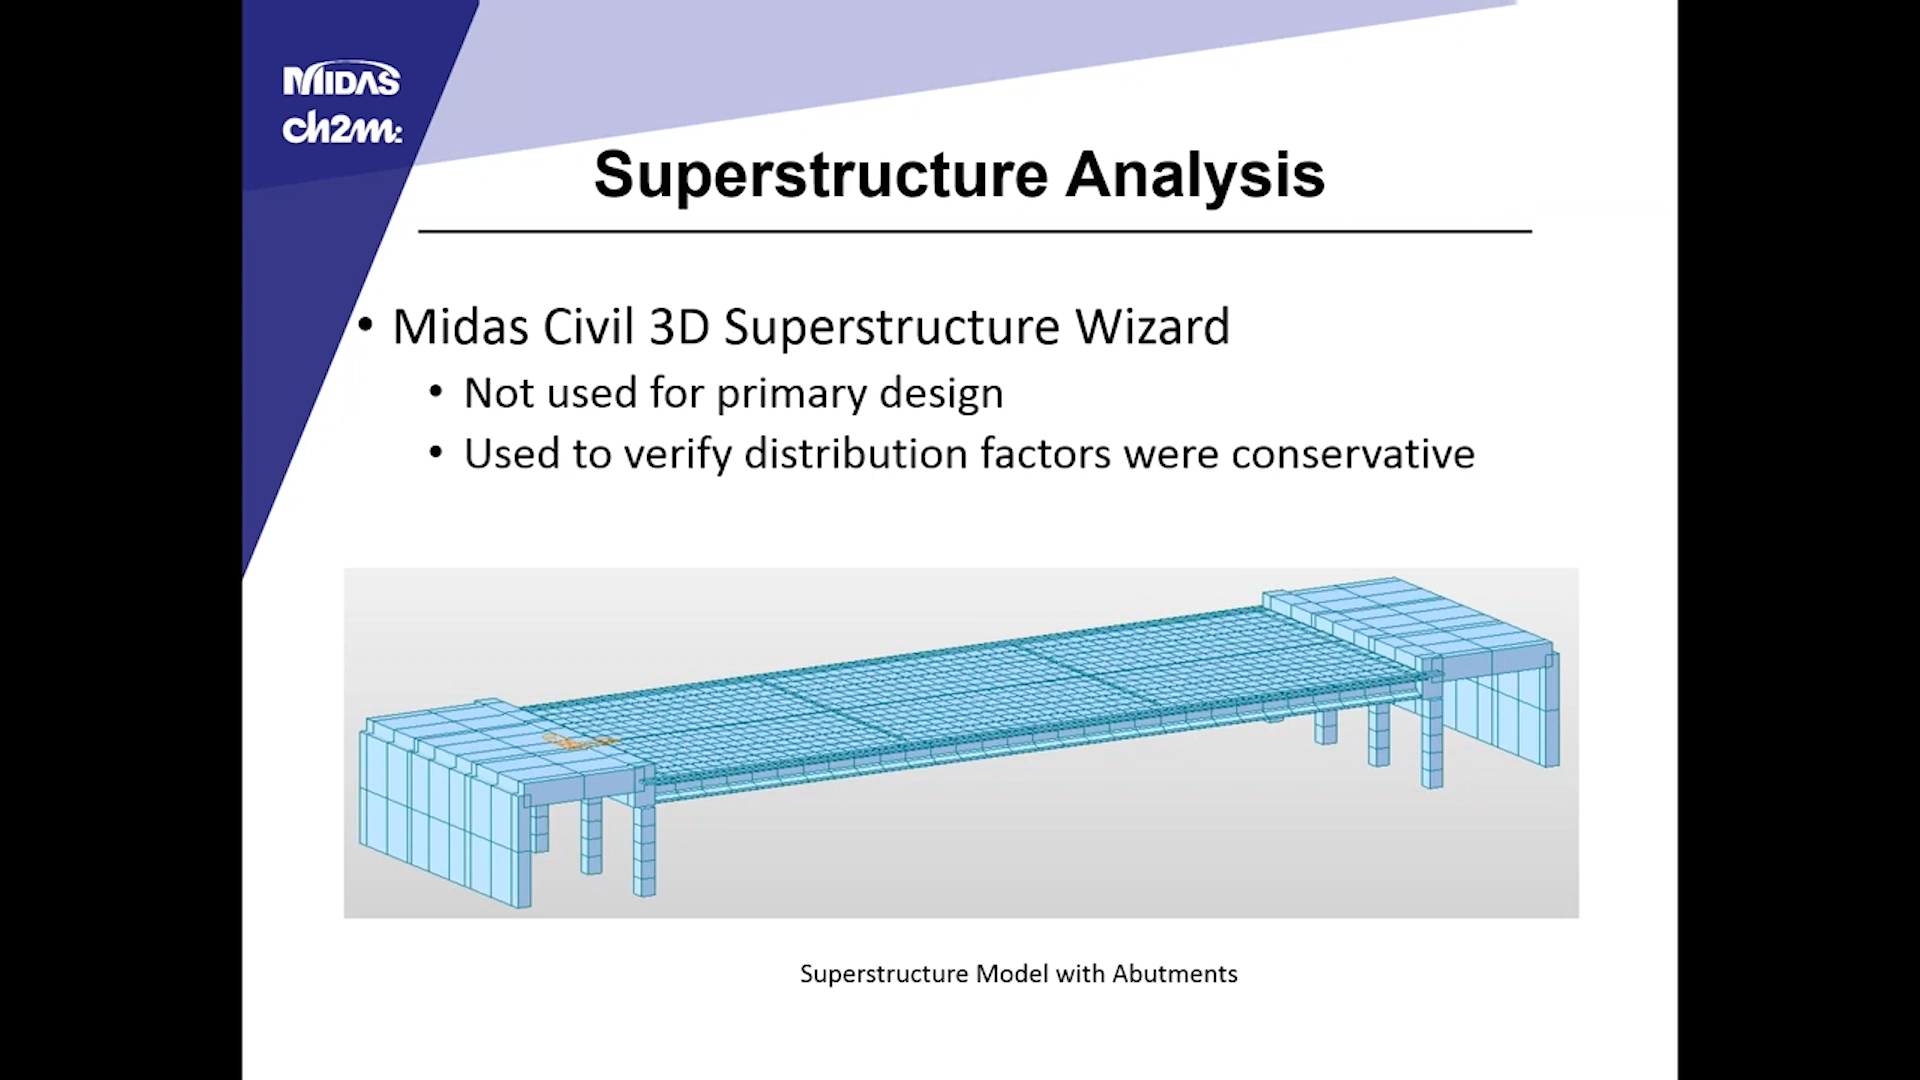 MIDAS
ch2m:
Superstructure Analysis
• Midas Civil 3D Superstructure Wizard
• Not used for primary design
• Used to verify distribution factors were conservative
Superstructure Model with Abutments